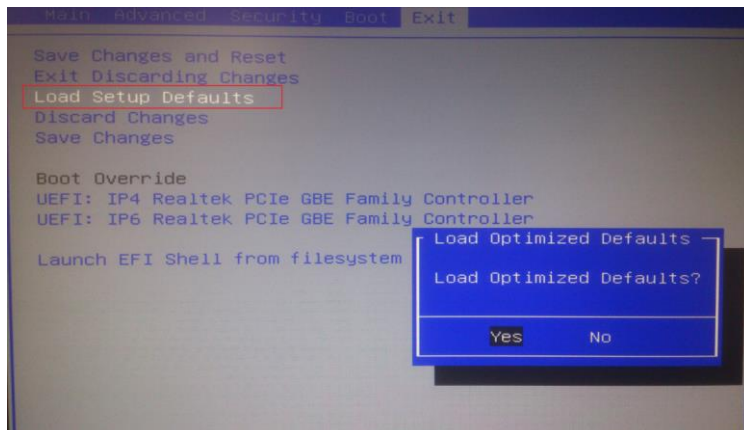 Main Advanced Security Boot Exit
Save Changes and Reset
Exit Discarding Changes
Load Setup Defaults
Discard Changes
Save Changes
Boot Override
UEFI: IP4 Realtek PCIe GBE Family Controller
UEFI: IP6 Realtek PCIe GBE Family Controller
Launch EFI Shell from filesystem
Load Optimized Defaults
Load Optimized Defaults?
Yes No